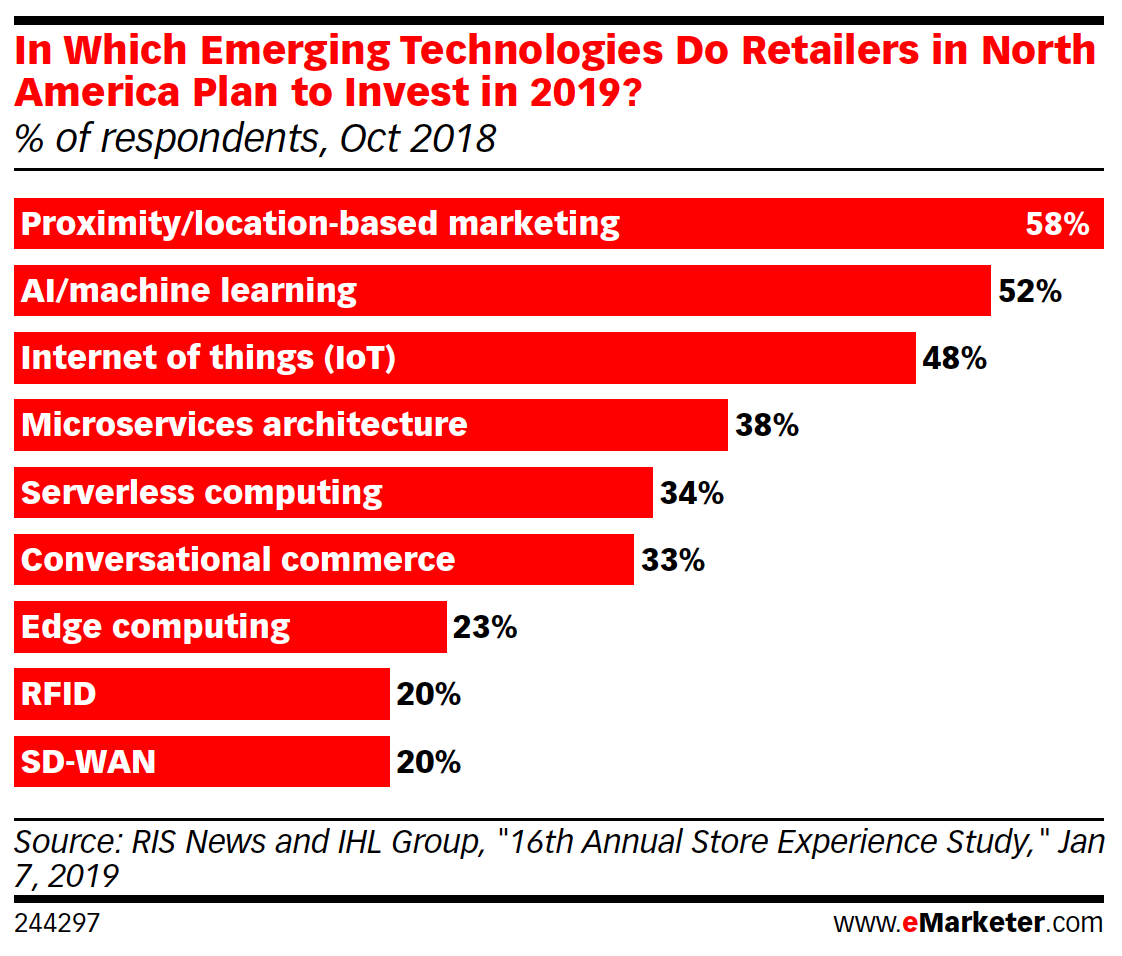 In Which Emerging Technologies Do Retailers in North
America Plan to Invest in 2019?
% of respondents, Oct 2018
Proximity/location-based marketing 58%
AI/machine learning 52%
Internet of things (IoT) 48%
Microservices architecture 38%
Serverless computing 34%
Conversational commerce 33%
Edge computing 23%
RFID 20%
SD-WAN 20%
Source: RIS News and IHL Group, "16th Annual Store Experience Study," Jan
7, 2019
244297 www.eMarketer.com